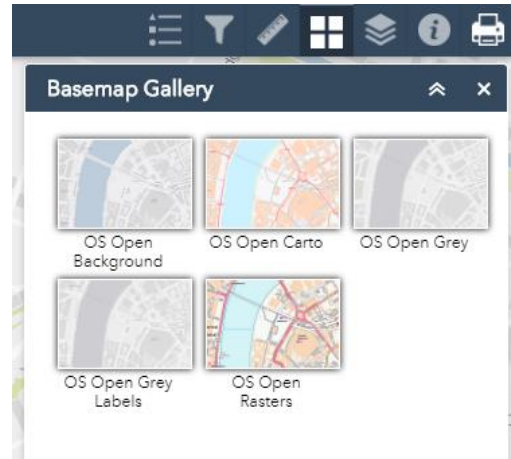 Basemap Gallery
OS Open
Background
OS Open Carto
OS Open Grey
OS Open Grey
Labels
OS Open
Rasters